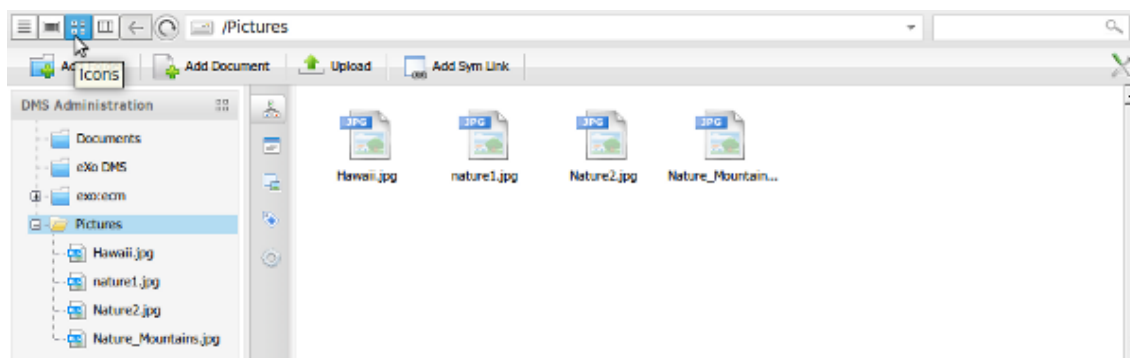 /Pictures
Icons
Add Document
Upload
Add Sym Link
DMS Administration
Documents
eXo DMS
exo:ecm
Pictures
Hawaii.jpg
nature1.jpg
Nature2.jpg
Nature_Mountains.jpg
JPG JPG JPG JPG
Hawaii.jpg nature1.jpg Nature2.jpg Nature_Mountain...